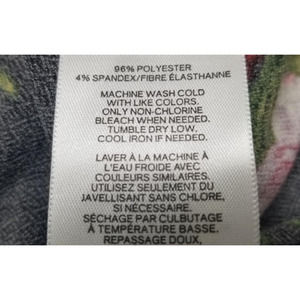 96% POLYESTER
4% SPANDEX/FIBRE ÉLASTHANNE
MACHINE WASH COLD
WITH LIKE COLORS,
ONLY NON-CHLORINE
BLEACH WHEN NEEDED.
TUMBLE DRY LOW.
COOL IRON IF NEEDED.
LAVER À LA MACHINE À
L'EAU FROIDE AVEC
COULEURS SIMILAIRES.
UTILISEZ SEULEMENT DU
JAVELLISANT SANS CHLORE,
SI NÉCESSAIRE.
SÉCHAGE PAR CULBUTAGE
À TEMPÉRATURE BASSE.
REPASSAGE DOUX,